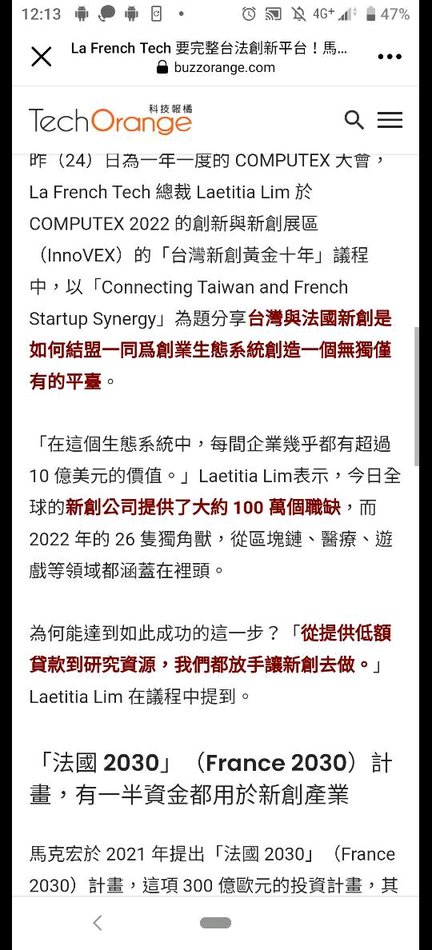 12:13
4G+
47%
La French Tech 要完整台法創新平台！馬…
buzzorange.com
科技報橘
TechOrange
昨（24）日為一年一度的 COMPUTEX 大會，
La French Tech 總裁 Laetitia Lim 於
COMPUTEX 2022 的創新與新創展區
（InnoVEX）的「台灣新創黃金十年」議程
中，以「Connecting Taiwan and French
Startup Synergy」為題分享台灣與法國新創是
如何結盟一同爲創業生態系統創造一個無獨僅
有的平臺。
「在這個生態系統中，每間企業幾乎都有超過
10 億美元的價值。」Laetitia Lim表示，今日全
球的新創公司提供了大約 100 萬個職缺，而
2022 年的 26 隻獨角獸，從區塊鏈、醫療、遊
戲等領域都涵蓋在裡頭。
為何能達到如此成功的這一步？「從提供低額
貸款到研究資源，我們都放手讓新創去做。」
Laetitia Lim 在議程中提到。
「法國 2030」（France 2030）計
畫，有一半資金都用於新創產業
馬克宏於 2021 年提出「法國 2030」（France
2030）計畫，這項 300 億歐元的投資計畫，其